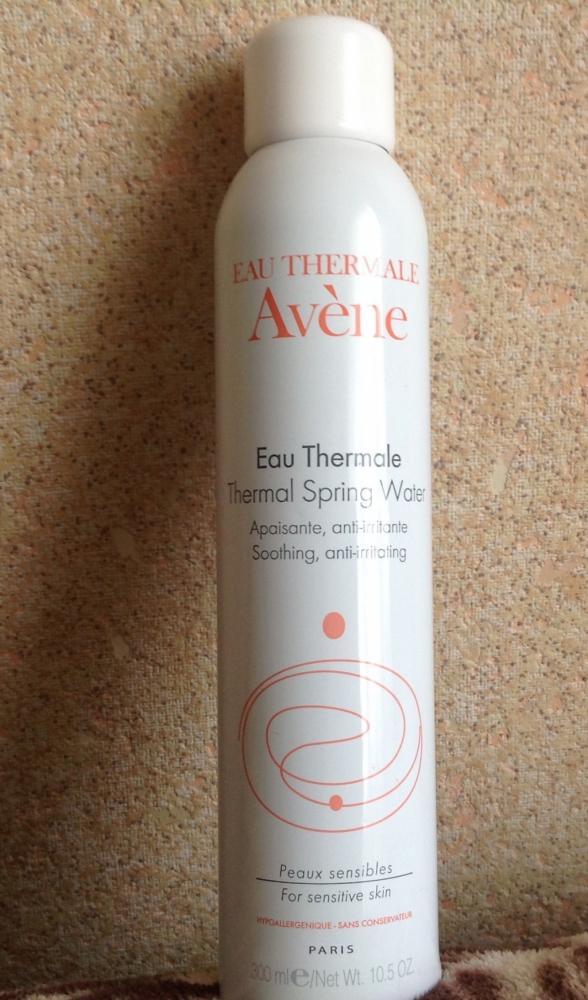 EAU THERMALE
Avène
Eau Thermale
Thermal Spring Water
Apaisante, anti-irritante
Soothing, anti-irritating
Peaux sensibles
For sensitive skin
HYPOALLERGENIQUE - SANS CONSERVATEUR
PARIS
300 ml e/Net Wt. 10.5 OZ.